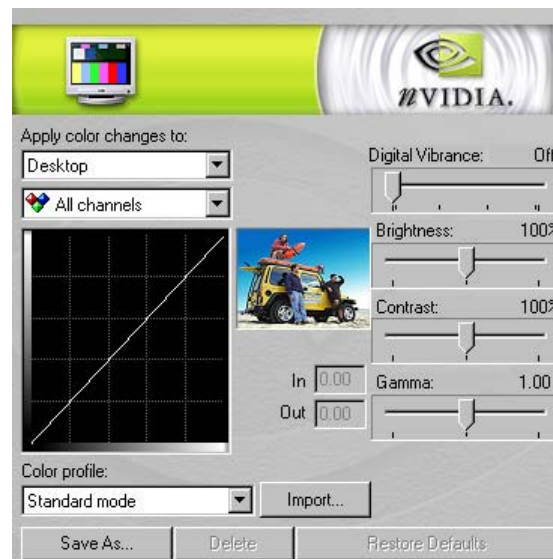 nVIDIA.
Apply color changes to:
Desktop
All channels
Digital Vibrance: Off
Brightness: 100%
Contrast: 100%
In 0.00
Out 0.00
Gamma: 1.00
Color profile:
Standard mode
Import...
Save As...
Delete
Restore Defaults